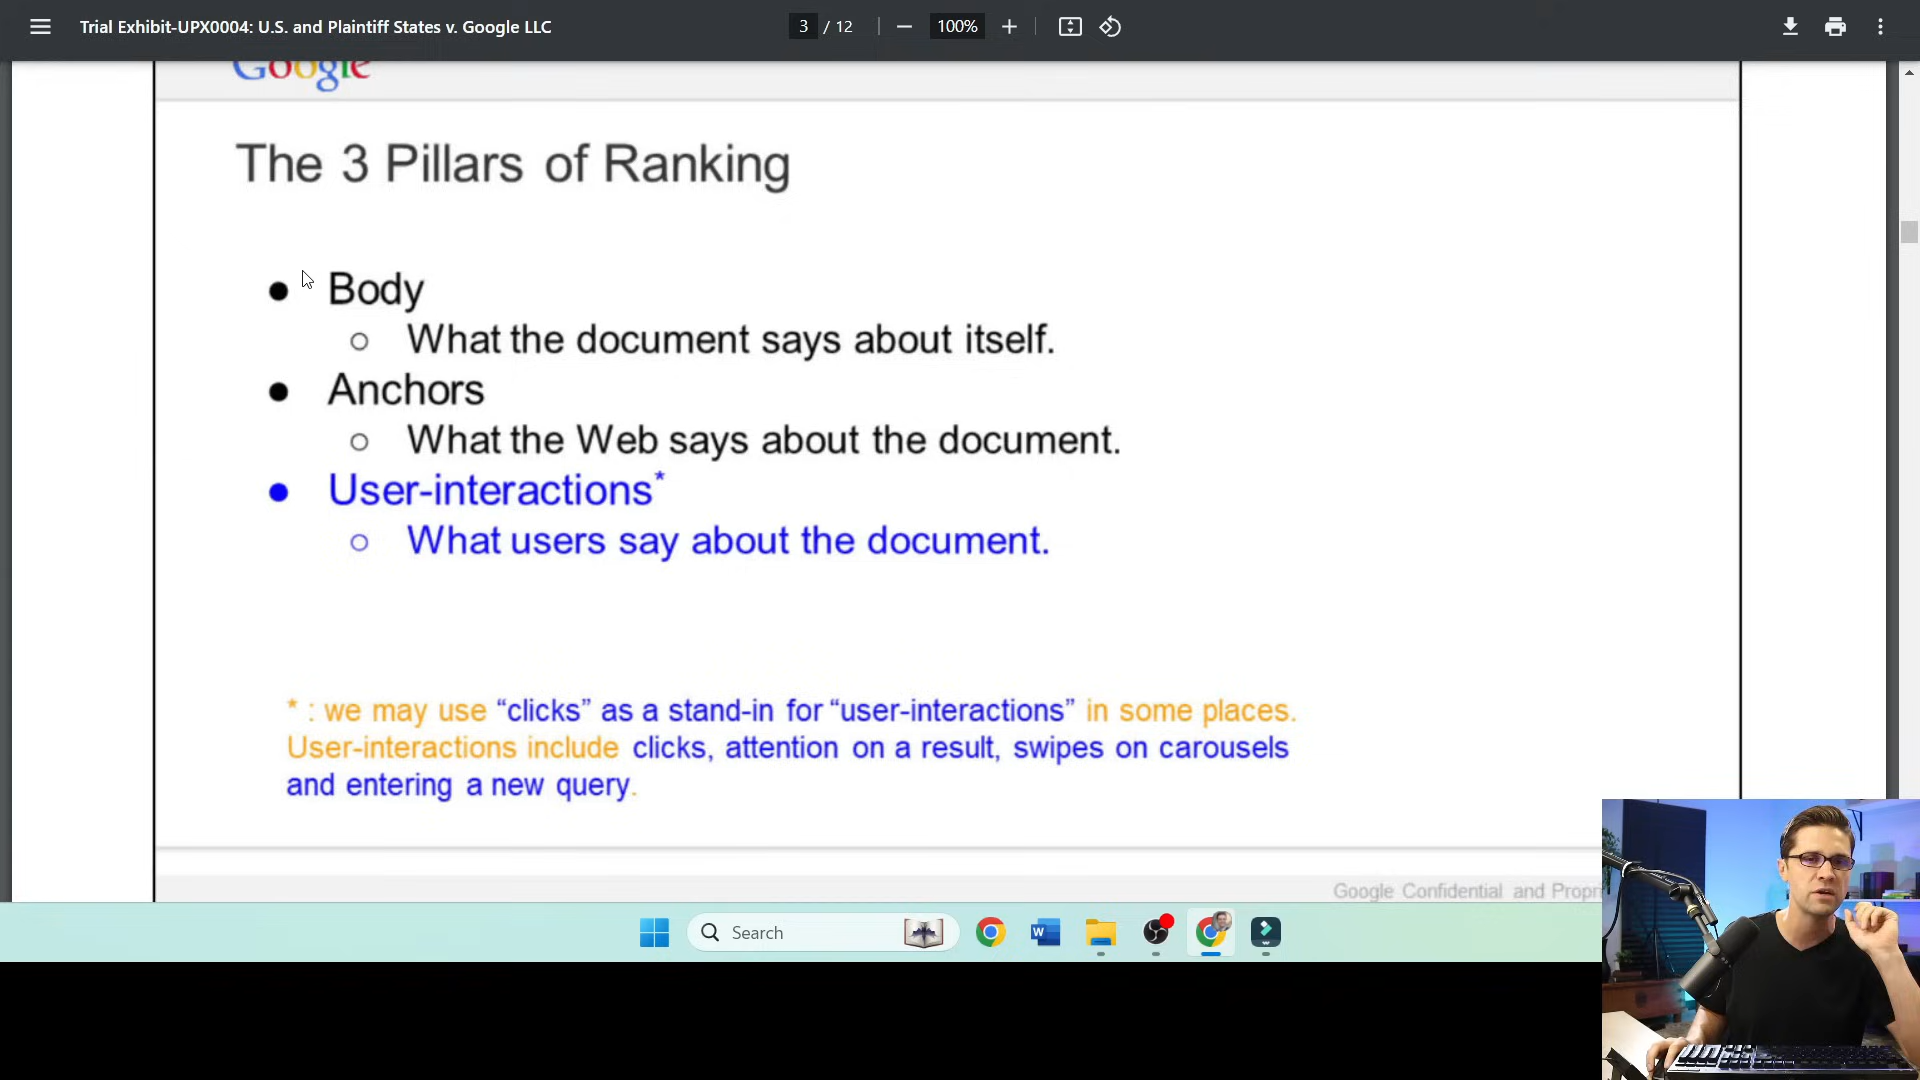 Trial Exhibit-UPX0004: U.S. and Plaintiff States v. Google LLC
3 / 12
100%
Google
The 3 Pillars of Ranking
● Body
○ What the document says about itself.
● Anchors
○ What the Web says about the document.
● User-interactions*
○ What users say about the document.
* : we may use “clicks” as a stand-in for “user-interactions” in some places.
User-interactions include clicks, attention on a result, swipes on carousels
and entering a new query.
Google Confidential and Propr
Search